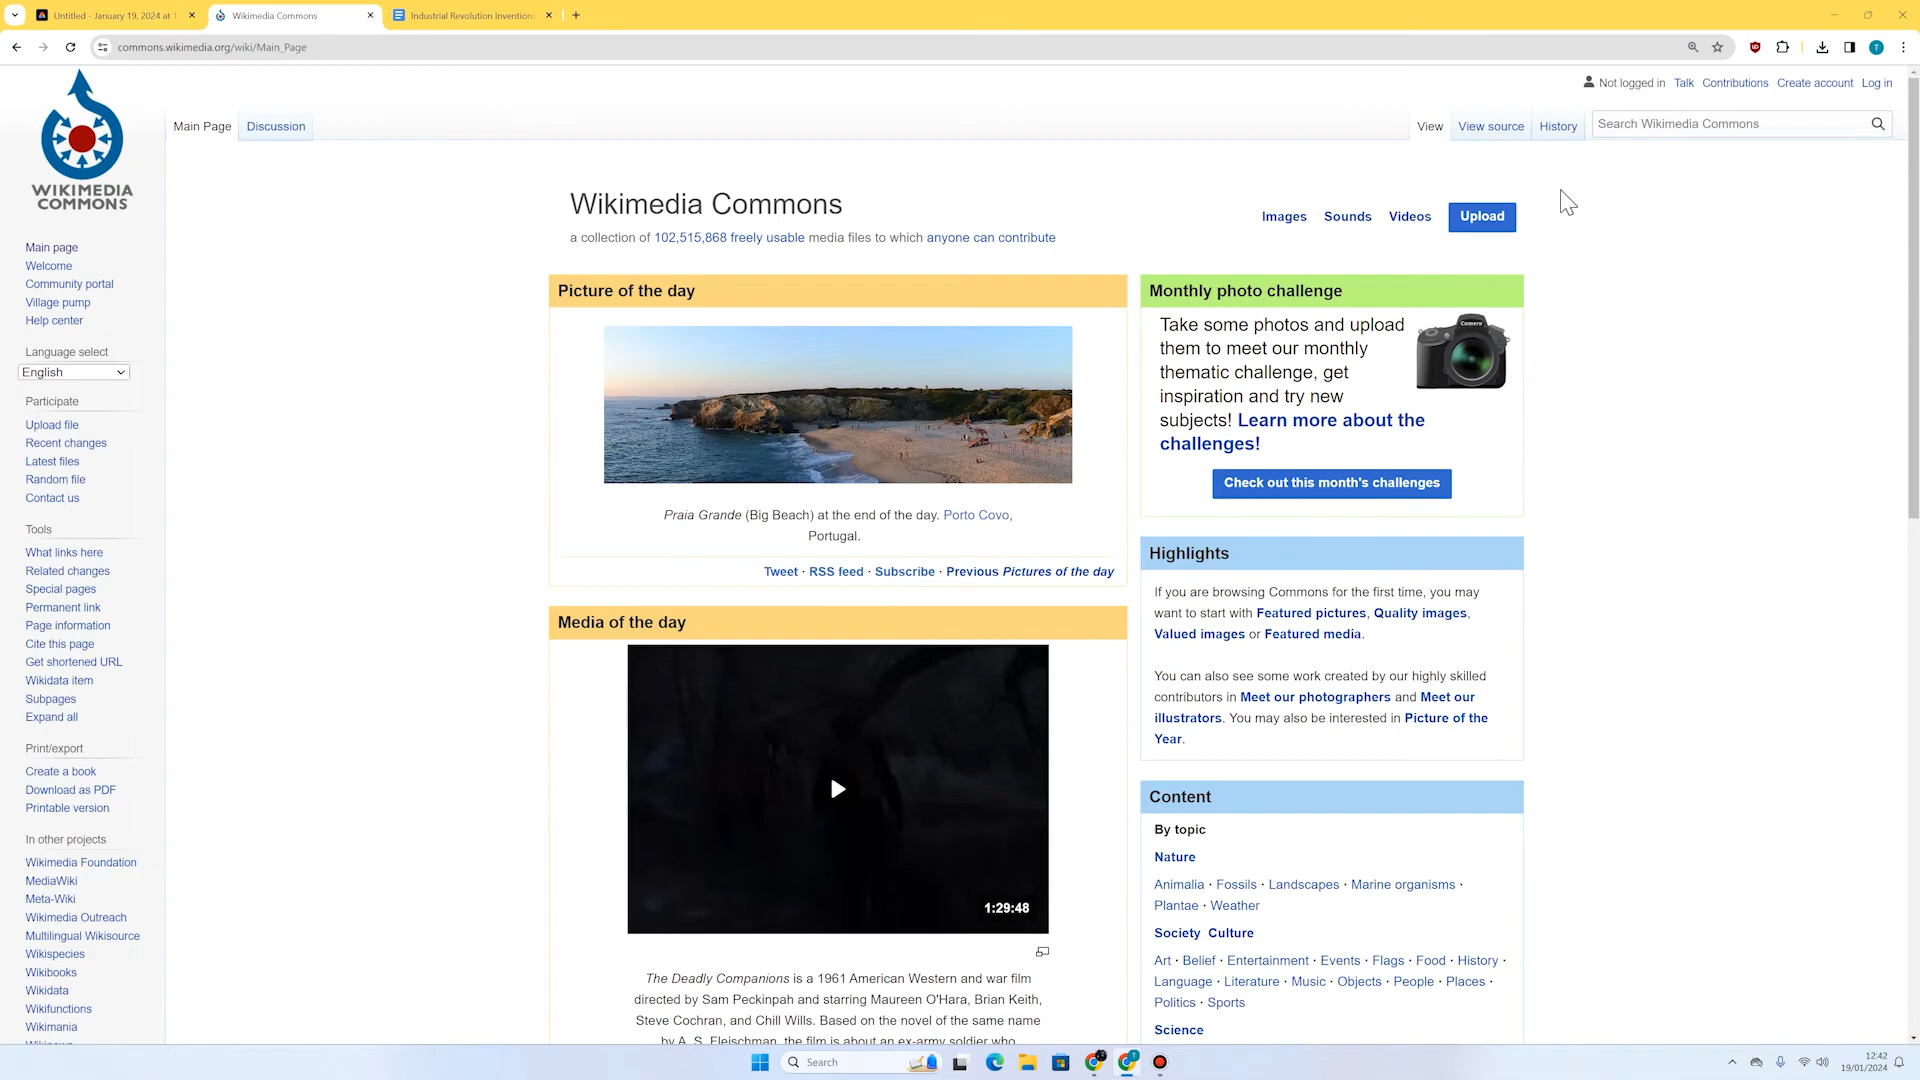 Untitled - January 19, 2024 at 1
Wikimedia Commons
Industrial Revolution Invention
commons.wikimedia.org/wiki/Main_Page
T
WIKIMEDIA
COMMONS
Not logged in Talk Contributions Create account Log in
Main Page Discussion
View View source History Search Wikimedia Commons
Wikimedia Commons
a collection of 102,515,868 freely usable media files to which anyone can contribute
Images Sounds Videos Upload
Main page
Welcome
Community portal
Village pump
Help center
Language select
English
Participate
Upload file
Recent changes
Latest files
Random file
Contact us
Tools
What links here
Related changes
Special pages
Permanent link
Page information
Cite this page
Get shortened URL
Wikidata item
Subpages
Expand all
Print/export
Create a book
Download as PDF
Printable version
In other projects
Wikimedia Foundation
MediaWiki
Meta-Wiki
Wikimedia Outreach
Multilingual Wikisource
Wikispecies
Wikibooks
Wikidata
Wikifunctions
Wikimania
Picture of the day
Praia Grande (Big Beach) at the end of the day. Porto Covo,
Portugal.
Tweet · RSS feed · Subscribe · Previous Pictures of the day
Media of the day
1:29:48
The Deadly Companions is a 1961 American Western and war film
directed by Sam Peckinpah and starring Maureen O'Hara, Brian Keith,
Steve Cochran, and Chill Wills. Based on the novel of the same name
by A. S. Fleischman, the film is about an ex-army soldier who
Monthly photo challenge
Take some photos and upload
them to meet our monthly
thematic challenge, get
inspiration and try new
subjects! Learn more about the
challenges!
Camera
Check out this month's challenges
Highlights
If you are browsing Commons for the first time, you may
want to start with Featured pictures, Quality images,
Valued images or Featured media.
You can also see some work created by our highly skilled
contributors in Meet our photographers and Meet our
illustrators. You may also be interested in Picture of the
Year.
Content
By topic
Nature
Animalia · Fossils · Landscapes · Marine organisms ·
Plantae · Weather
Society Culture
Art · Belief · Entertainment · Events · Flags · Food · History ·
Language · Literature · Music · Objects · People · Places ·
Politics · Sports
Science
Search
12:42
19/01/2024